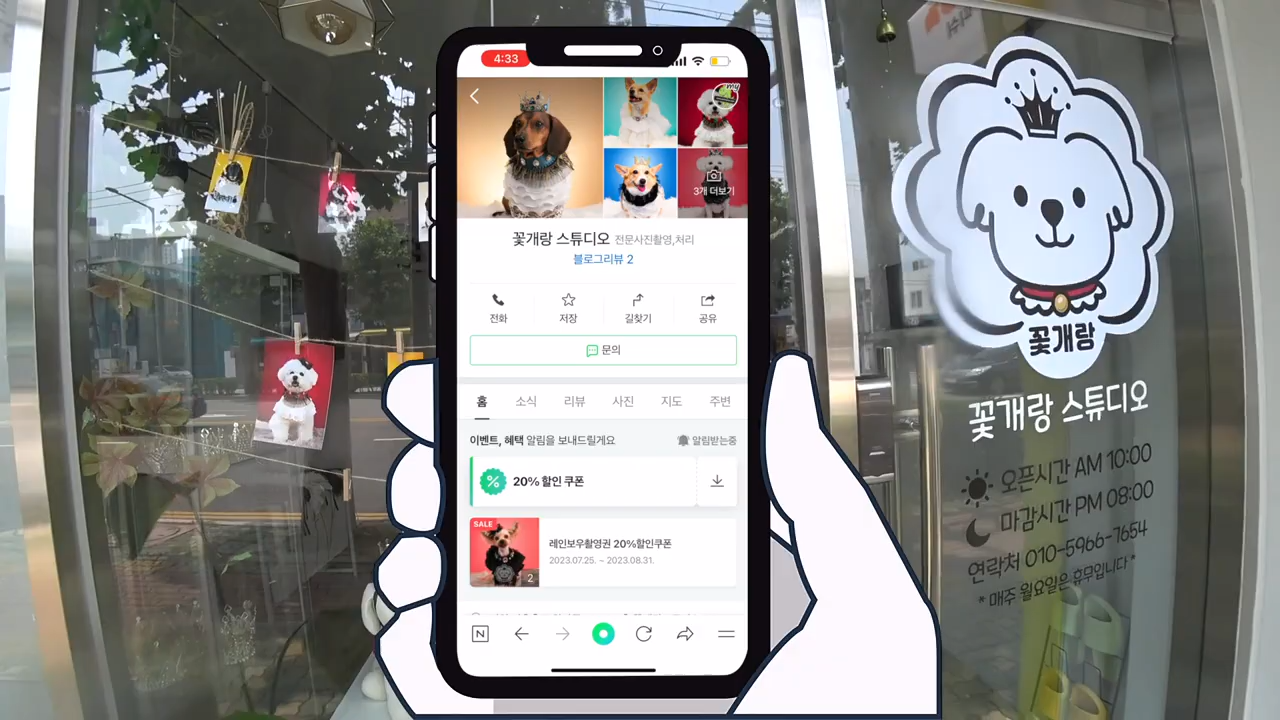 4:33
my
3개 더보기
꽃개랑 스튜디오 전문사진촬영,처리
블로그리뷰 2
전화 저장 길찾기 공유
문의
홈 소식 리뷰 사진 지도 주변
이벤트, 혜택 알림을 보내드릴게요 알림받는중
20% 할인 쿠폰
SALE
2
레인보우촬영권 20%할인쿠폰
2023.07.25. ~ 2023.08.31.
N
꽃개랑
꽃개랑 스튜디오
오픈시간 AM 10:00
마감시간 PM 08:00
연락처 010-5966-7654
* 매주 월요일은 휴무입니다 *